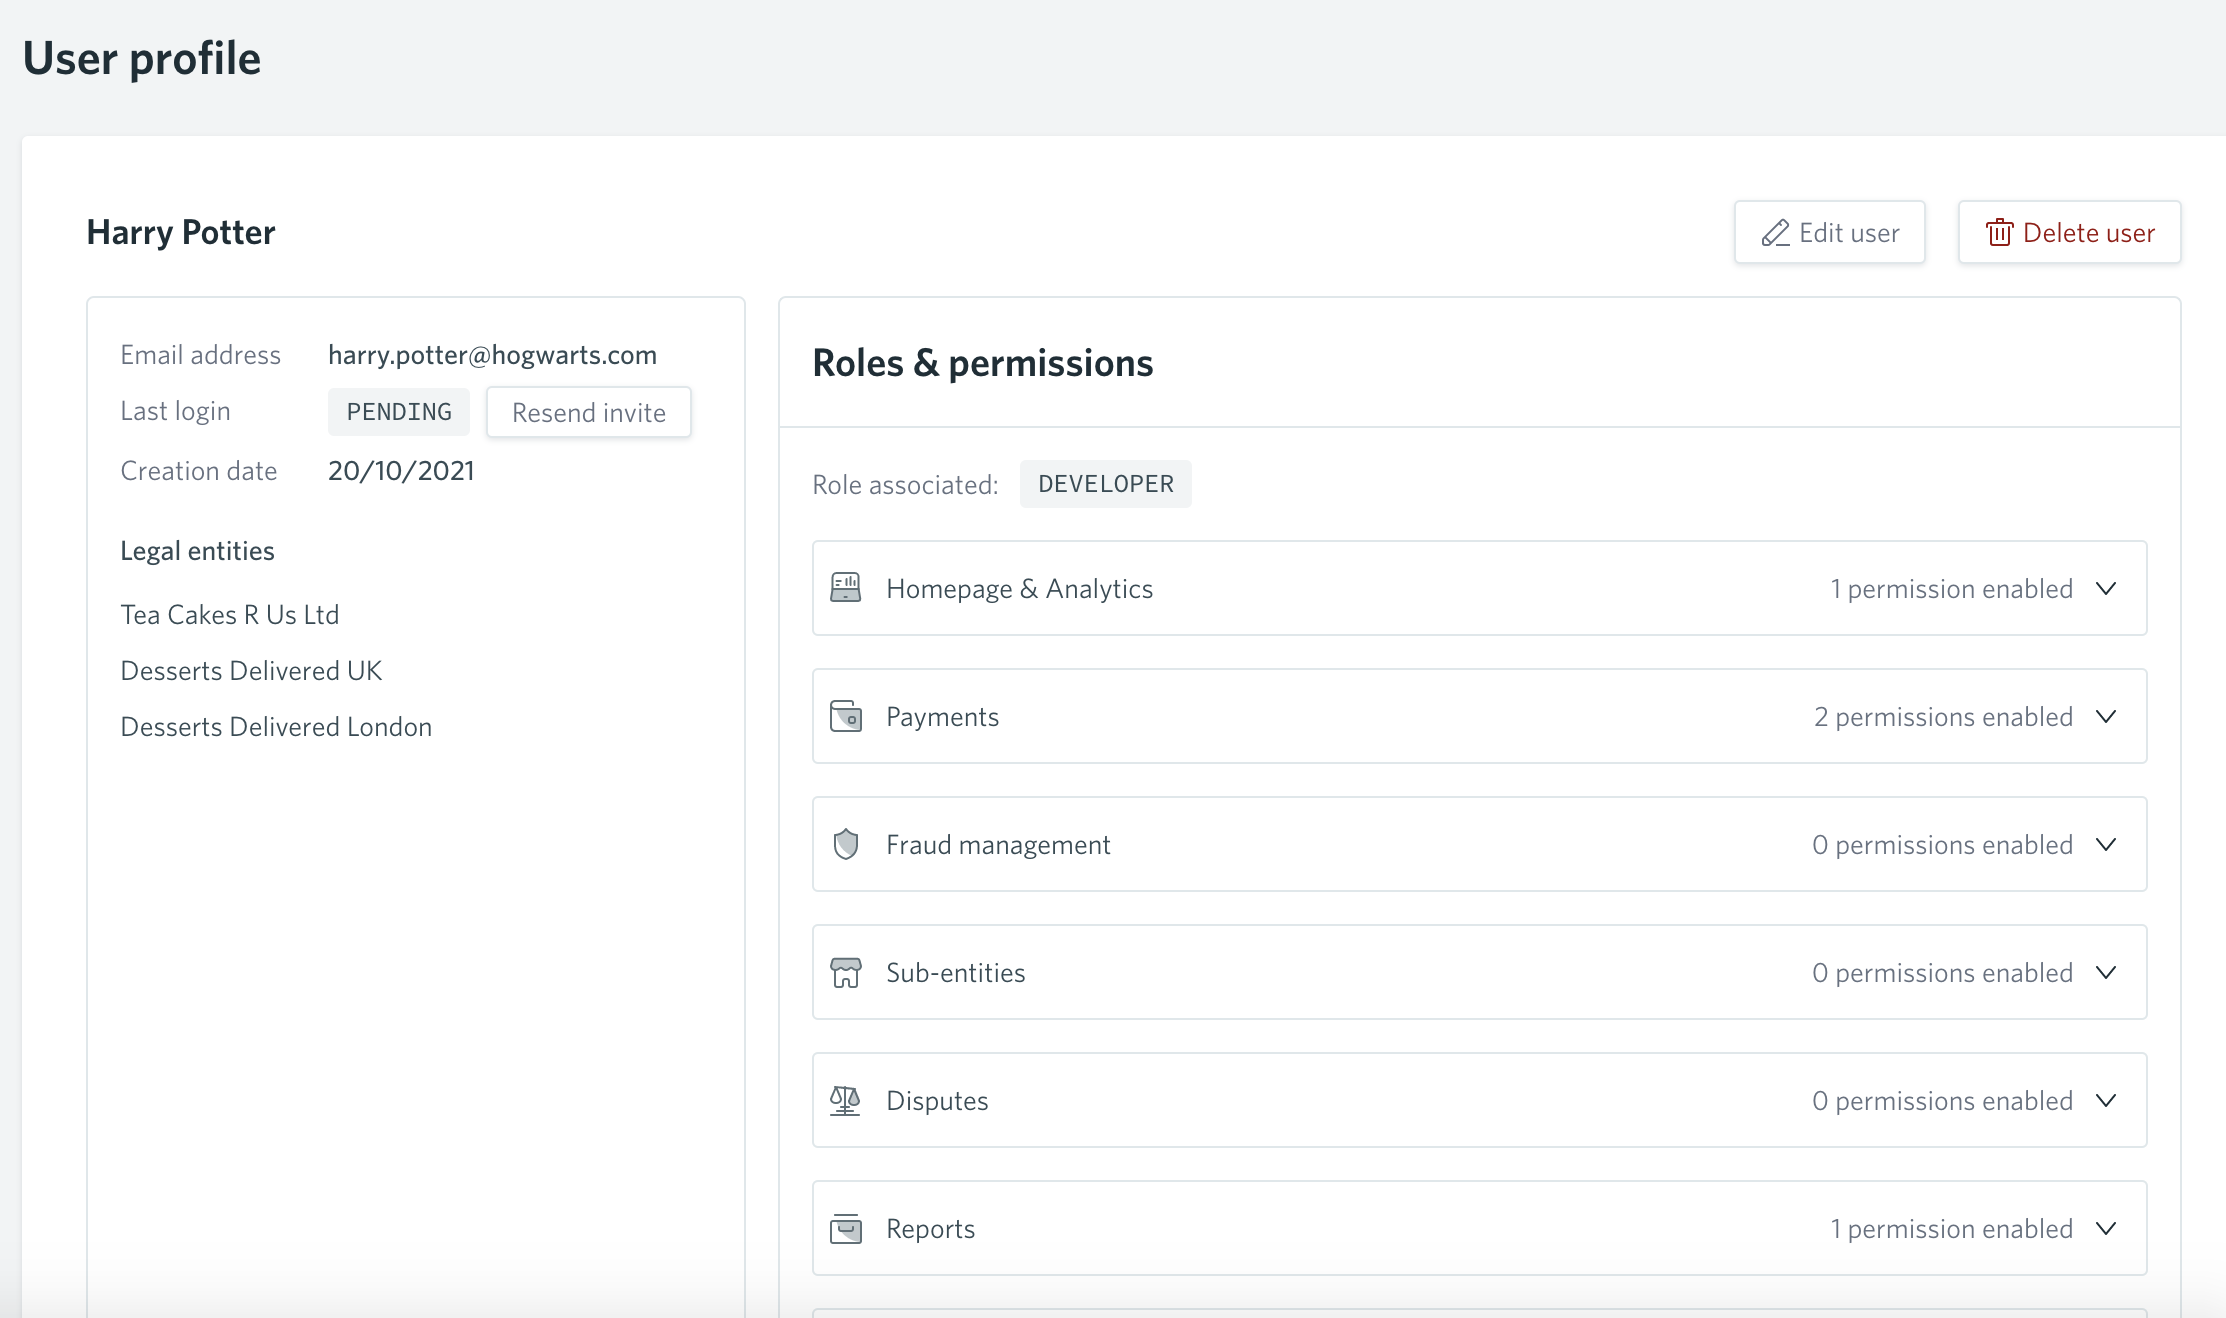 User profile
Harry Potter
Edit user
Delete user
Email address harry.potter@hogwarts.com
Last login PENDING Resend invite
Creation date 20/10/2021
Legal entities
Tea Cakes R Us Ltd
Desserts Delivered UK
Desserts Delivered London
Roles & permissions
Role associated: DEVELOPER
Homepage & Analytics 1 permission enabled
Payments 2 permissions enabled
Fraud management 0 permissions enabled
Sub-entities 0 permissions enabled
Disputes 0 permissions enabled
Reports 1 permission enabled